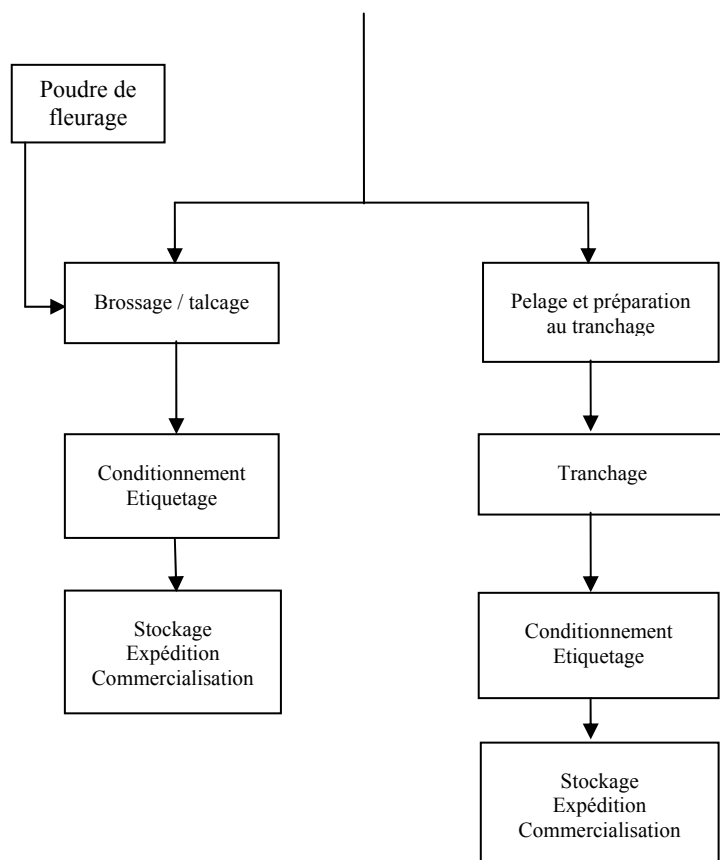 Poudre de
fleurage
Brossage / talcage
Pelage et préparation
au tranchage
Conditionnement
Etiquetage
Tranchage
Stockage
Expédition
Commercialisation
Conditionnement
Etiquetage
Stockage
Expédition
Commercialisation